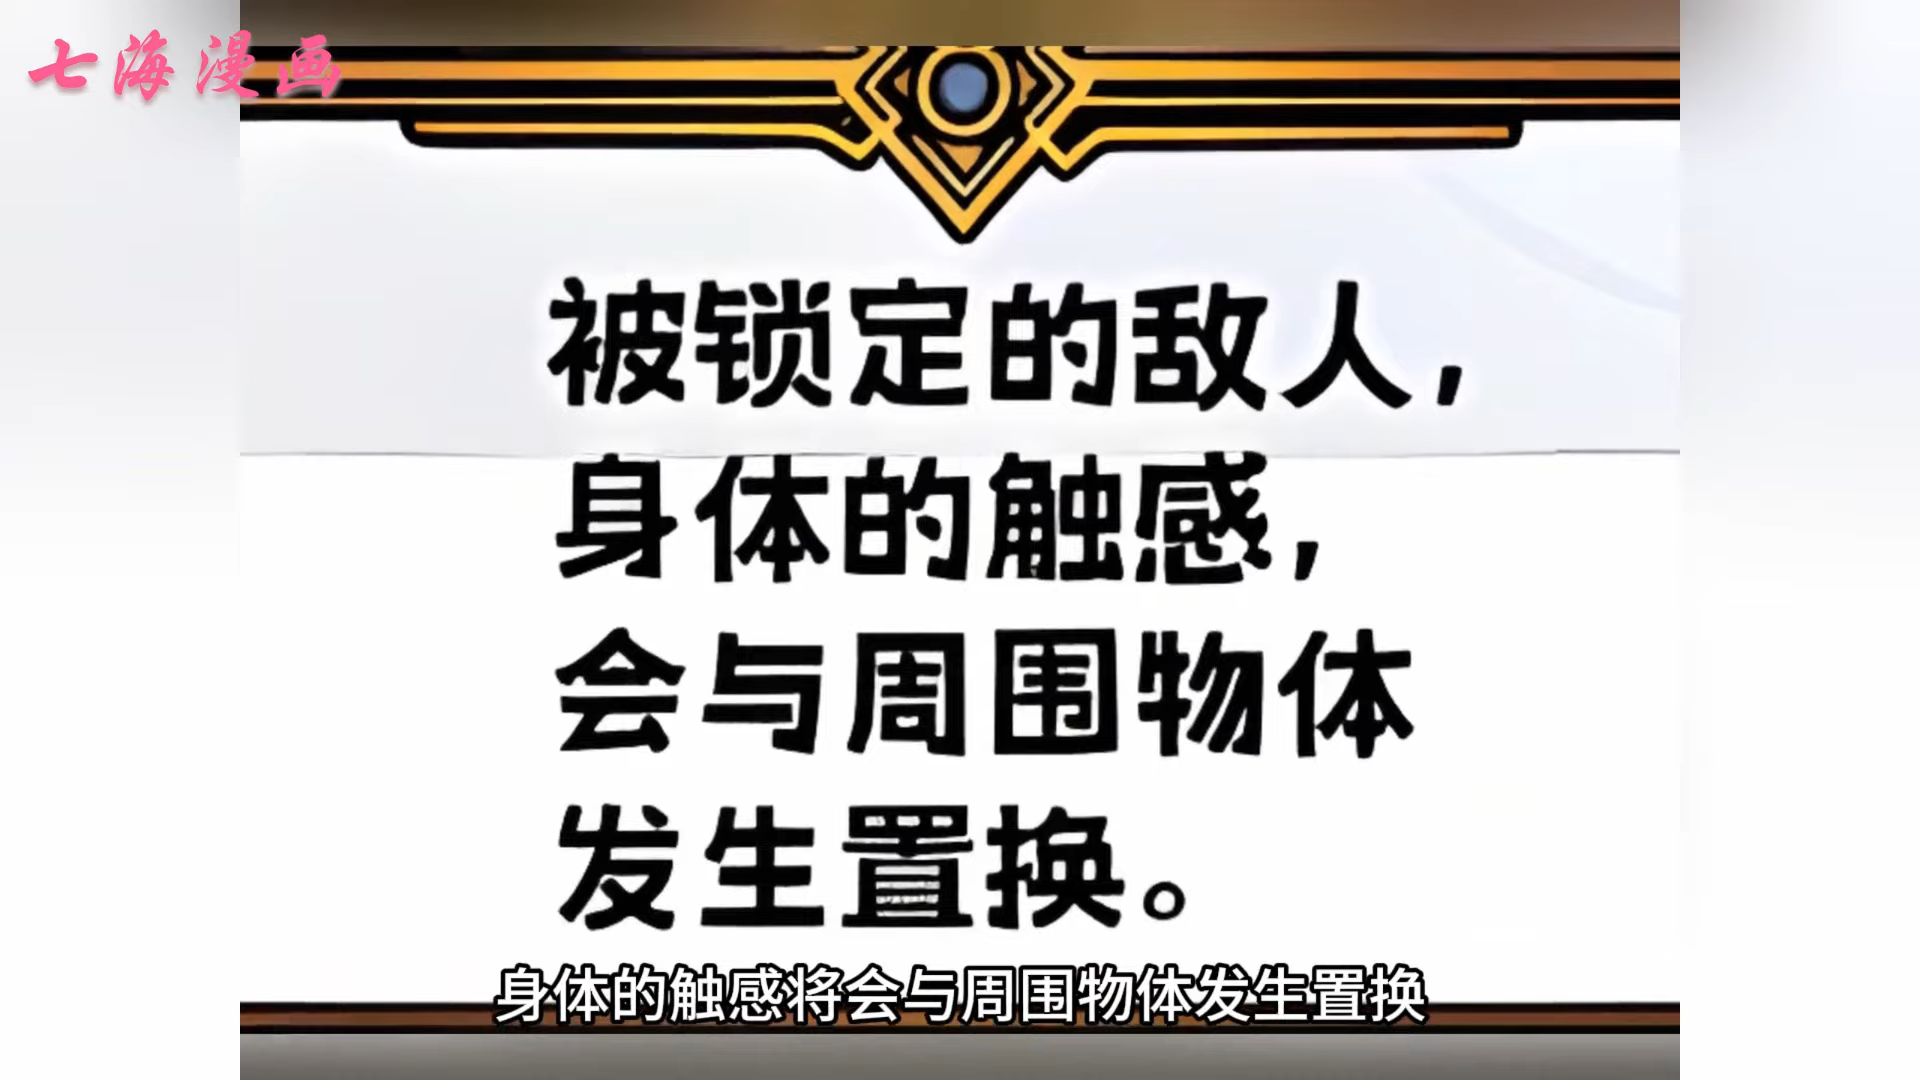 七海漫画
被锁定的敌人，
身体的触感，
会与周围物体
发生置换。
身体的触感将会与周围物体发生置换